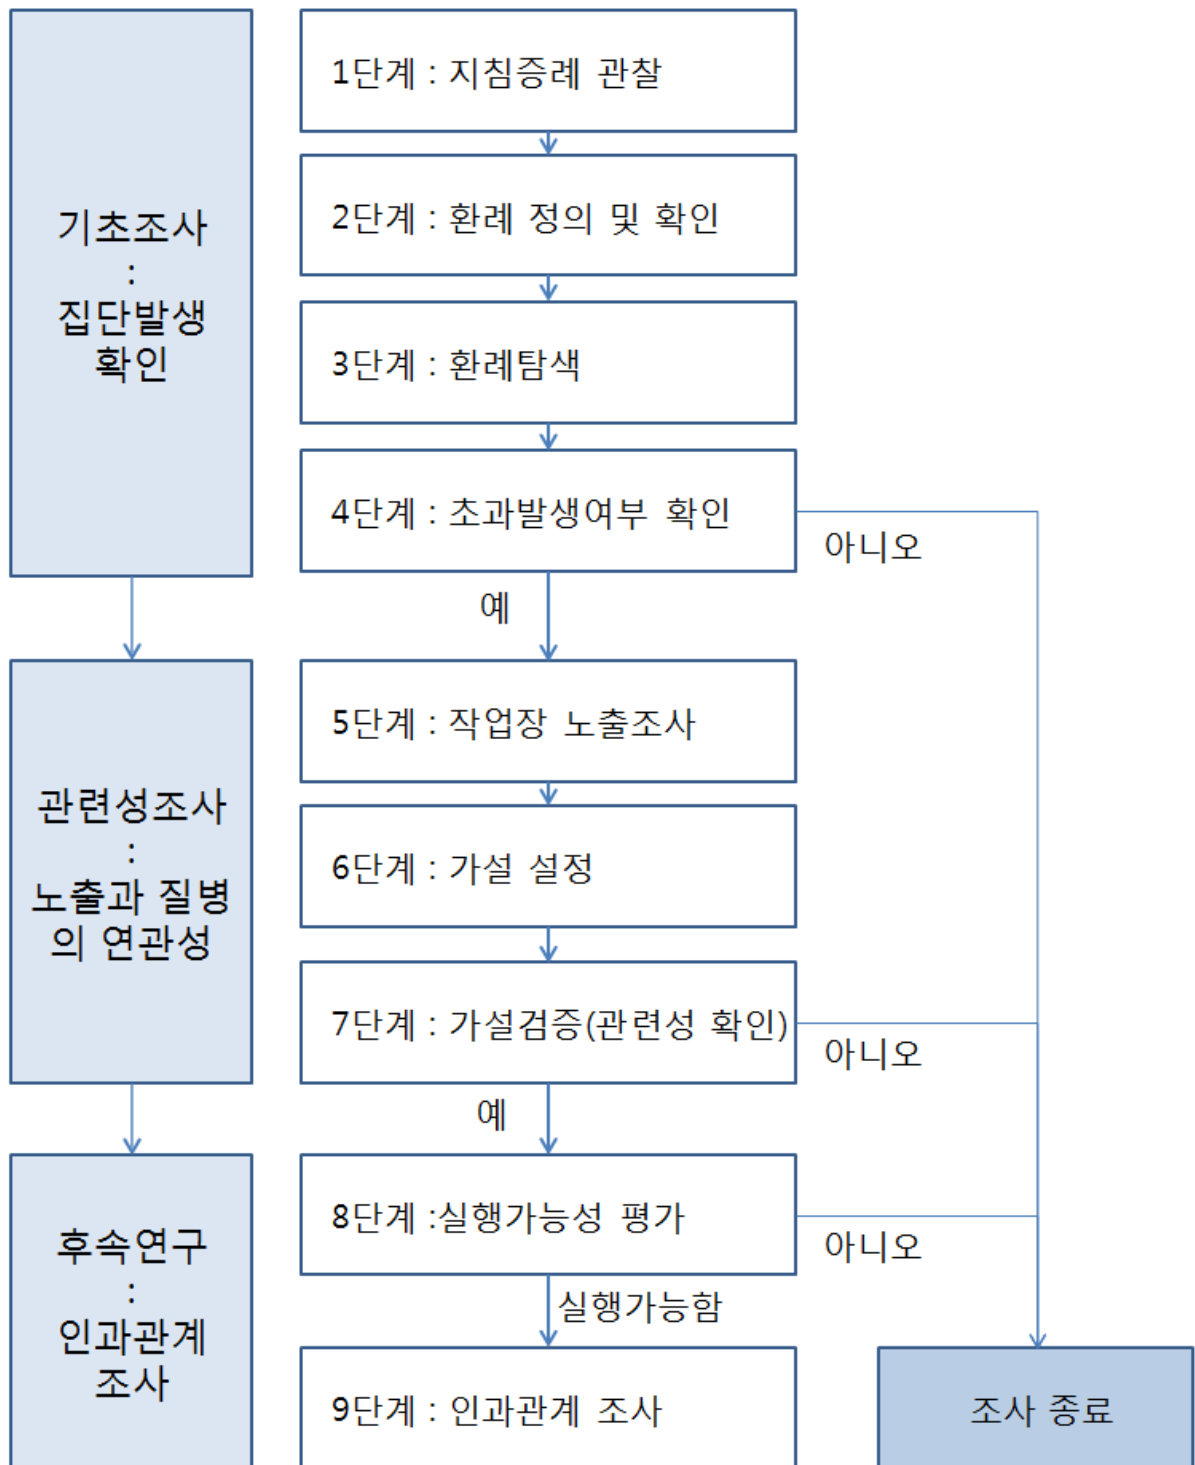 기초조사
:
집단발생
확인
1단계 : 지침증례 관찰
2단계 : 환례 정의 및 확인
3단계 : 환례탐색
4단계 : 초과발생여부 확인
아니오
예
관련성조사
:
노출과 질병
의 연관성
5단계 : 작업장 노출조사
6단계 : 가설 설정
7단계 : 가설검증(관련성 확인)
아니오
예
후속연구
:
인과관계
조사
8단계 :실행가능성 평가
아니오
실행가능함
9단계 : 인과관계 조사
조사 종료